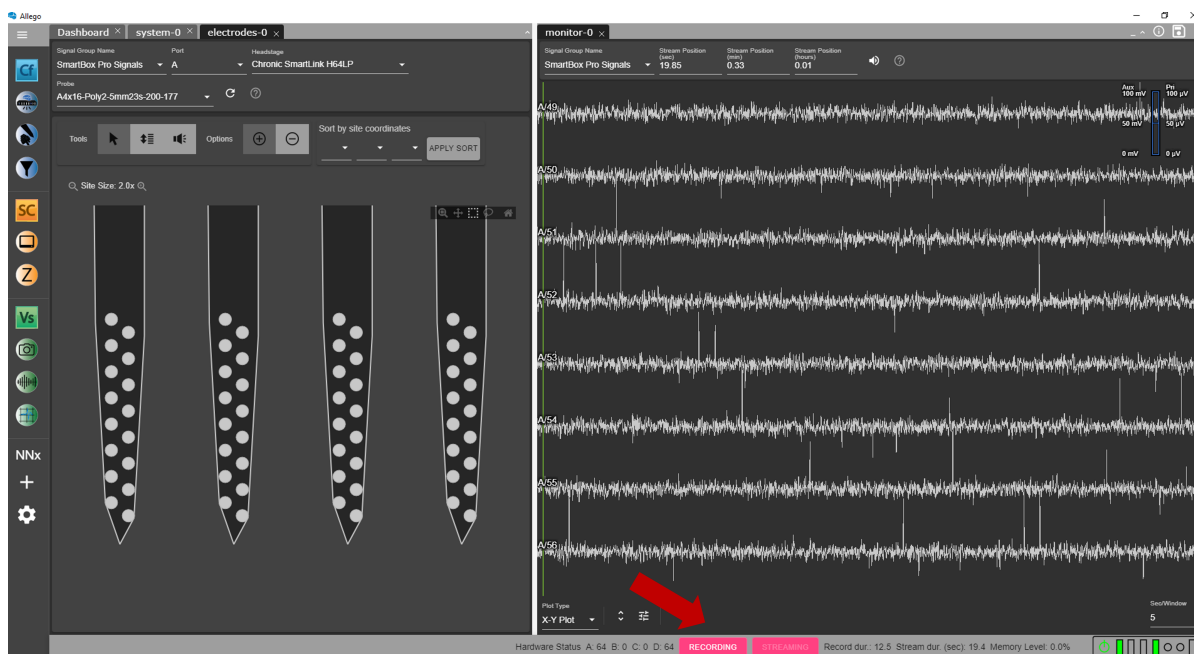 Allego
Dashboard × system-0 × electrodes-0 ×
Signal Group Name Port Headstage
SmartBox Pro Signals A Chronic SmartLink H64LP
Probe
A4x16-Poly2-5mm23s-200-177
Tools Options Sort by site coordinates
APPLY SORT
Site Size: 2.0x
Cf
SC
Z
Vs
NNx
monitor-0 ×
Signal Group Name Stream Position (sec) Stream Position (min) Stream Position (hours)
SmartBox Pro Signals 19.85 0.33 0.01
Aux Pri
100 mV 100 µV
50 mV 50 µV
0 mV 0 µV
A/49
A/50
A/51
A/52
A/53
A/54
A/55
A/56
Plot Type Sec/Window
X-Y Plot 5
Hardware Status A: 64 B: 0 C: 0 D: 64 RECORDING STREAMING Record dur.: 12.5 Stream dur. (sec): 19.4 Memory Level: 0.0%